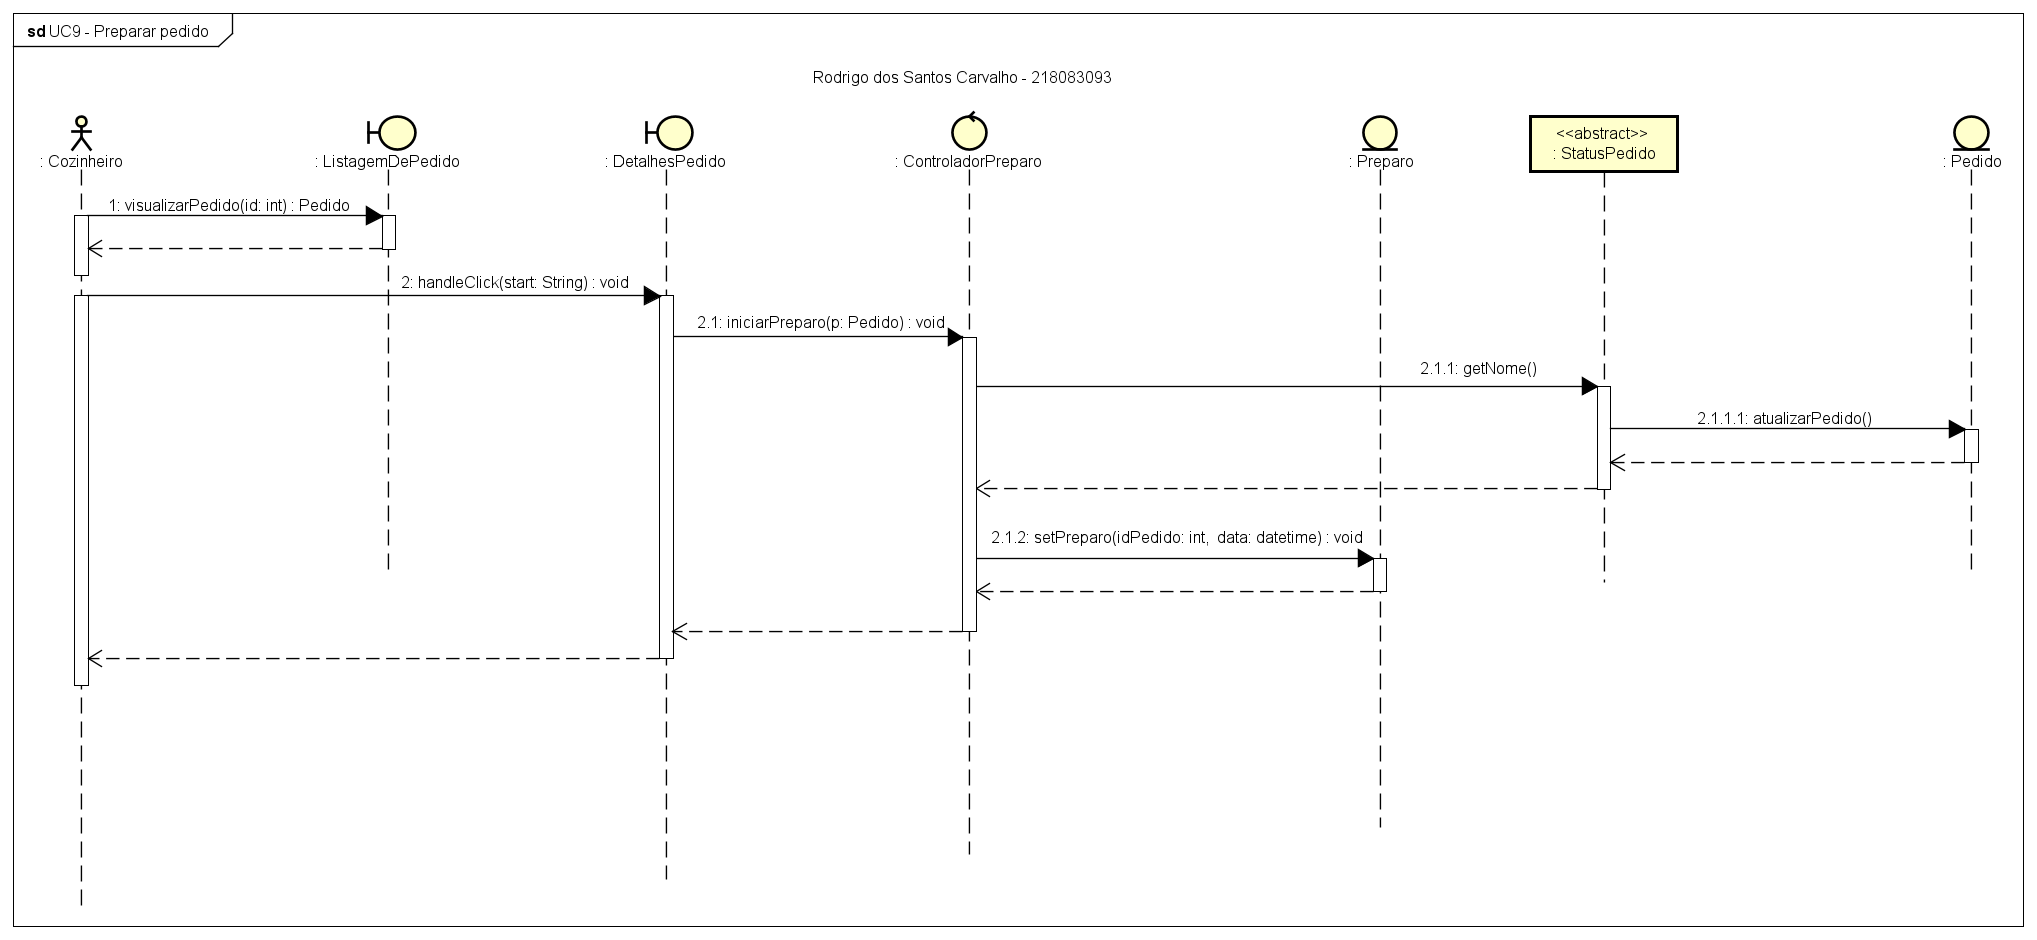 sd UC9 - Preparar pedido
Rodrigo dos Santos Carvalho - 218083093
: Cozinheiro
: ListagemDePedido
: DetalhesPedido
: ControladorPreparo
: Preparo
<<abstract>>
: StatusPedido
: Pedido
1: visualizarPedido(id: int) : Pedido
2: handleClick(start: String) : void
2.1: iniciarPreparo(p: Pedido) : void
2.1.1: getNome()
2.1.1.1: atualizarPedido()
2.1.2: setPreparo(idPedido: int, data: datetime) : void